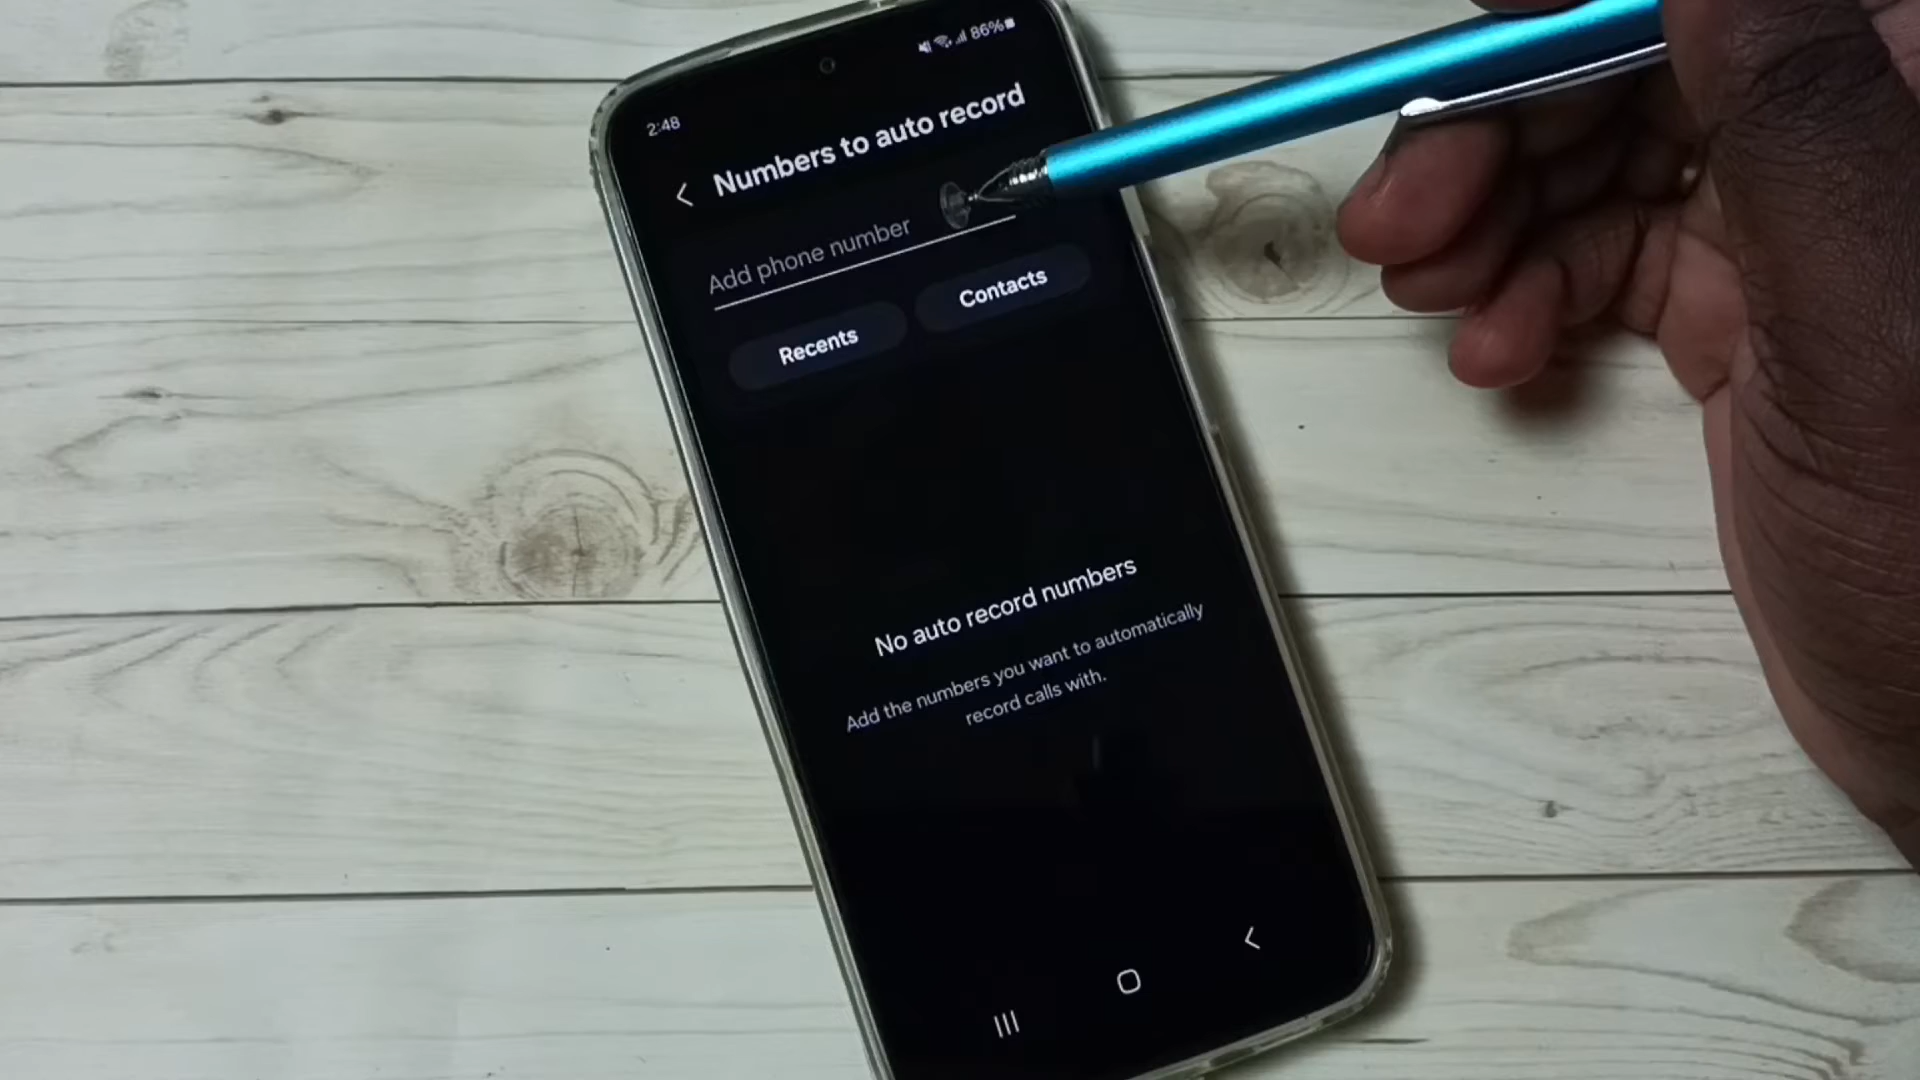 2:48
86%
Numbers to auto record
Add phone number
Recents
Contacts
No auto record numbers
Add the numbers you want to automatically
record calls with.